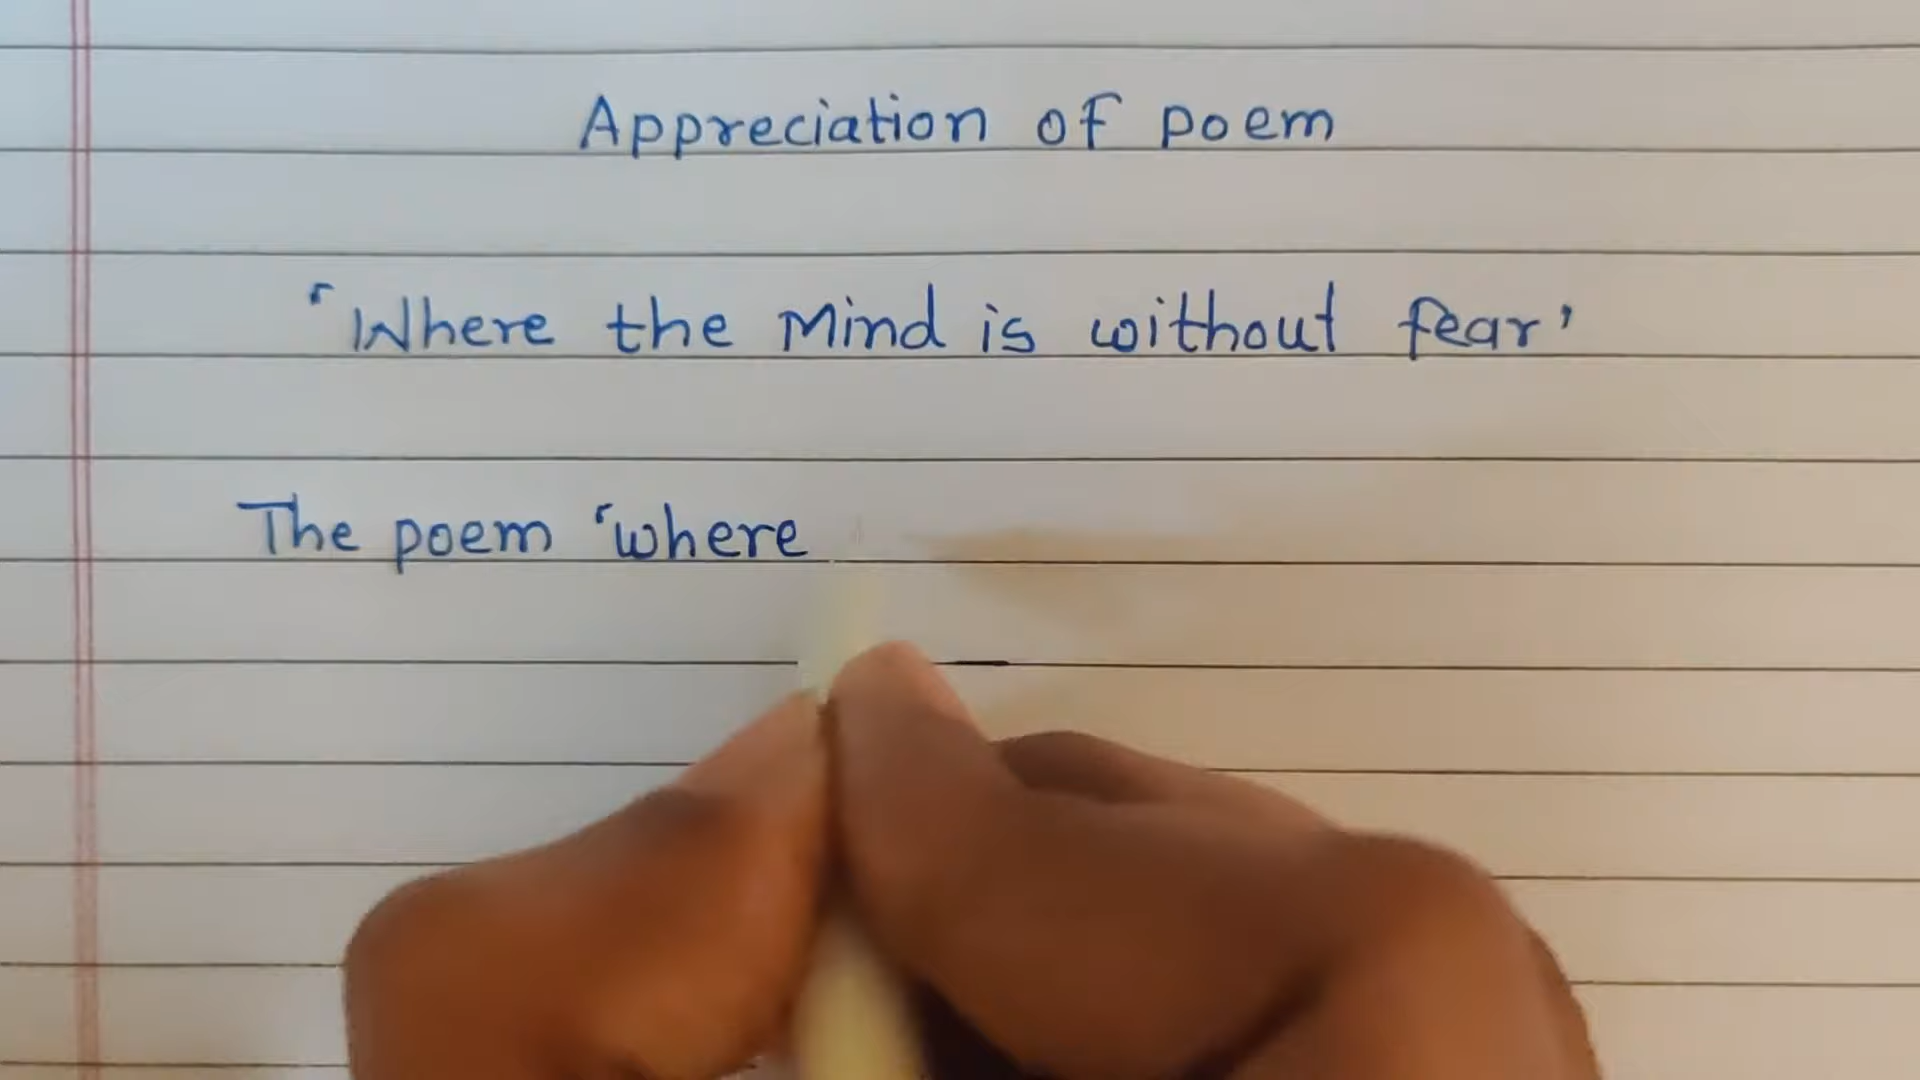 Appreciation of poem
'Where the Mind is without fear'
The poem 'where